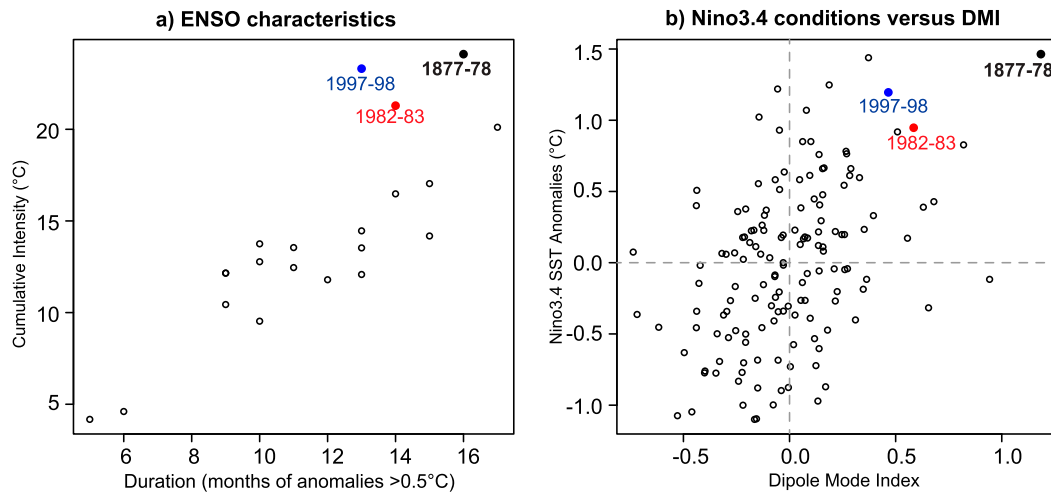 a) ENSO characteristics
Cumulative Intensity (°C)
20
15
10
5
1877-78
1997-98
1982-83
6 8 10 12 14 16
Duration (months of anomalies >0.5°C)
b) Nino3.4 conditions versus DMI
Nino3.4 SST Anomalies (°C)
1.5
1.0
0.5
0.0
-0.5
-1.0
1877-78
1997-98
1982-83
-0.5 0.0 0.5 1.0
Dipole Mode Index